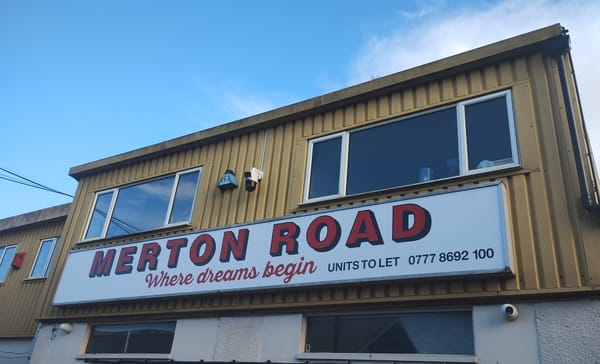 MERTON ROAD
Where dreams begin
UNITS TO LET 0777 8692 100